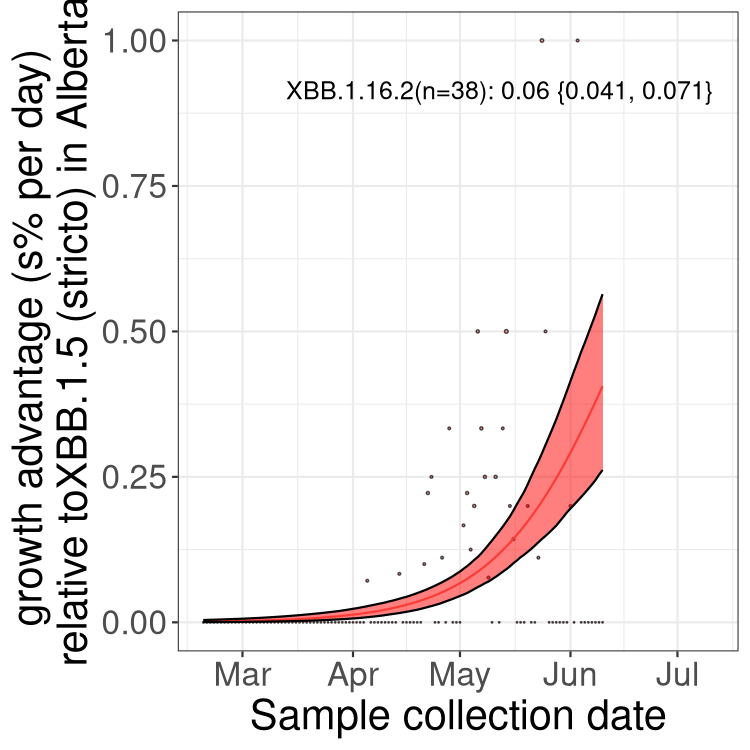 growth advantage (s% per day)
relative toXBB.1.5 (stricto) in Alberta
1.00
0.75
0.50
0.25
0.00
XBB.1.16.2(n=38): 0.06 {0.041, 0.071}
Mar Apr May Jun Jul
Sample collection date